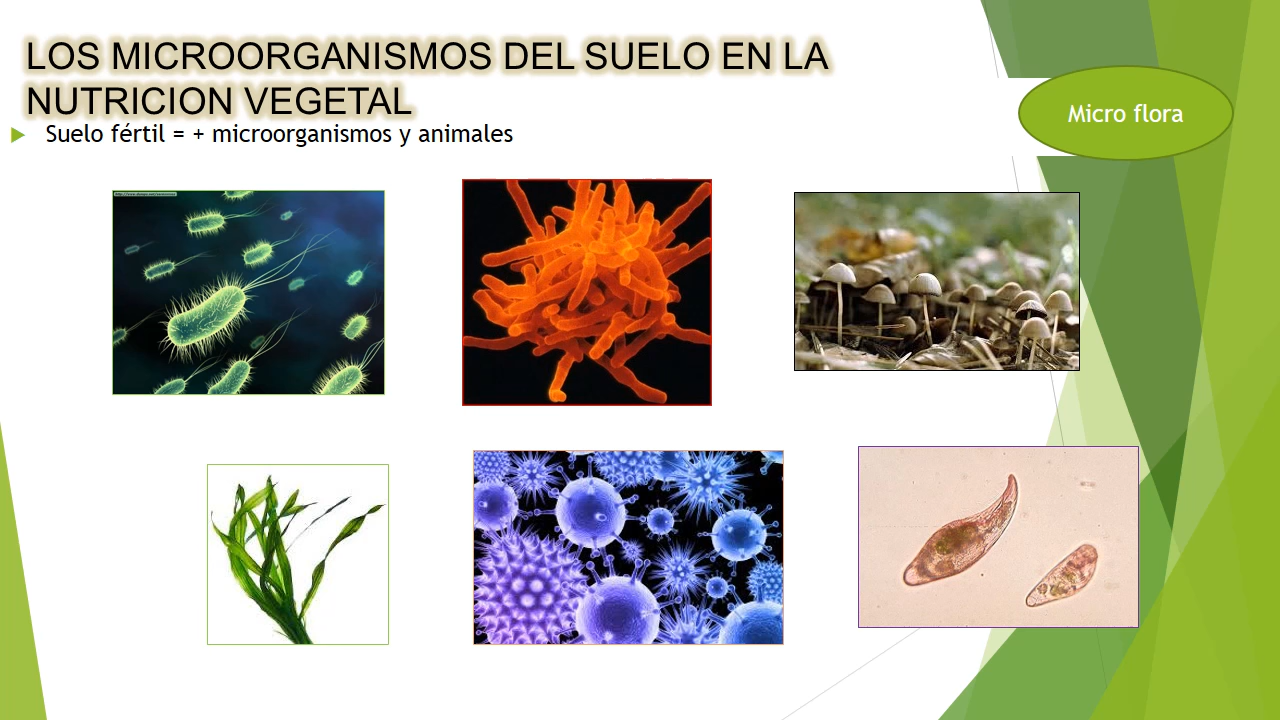 LOS MICROORGANISMOS DEL SUELO EN LA
NUTRICION VEGETAL
Suelo fértil = + microorganismos y animales
Micro flora